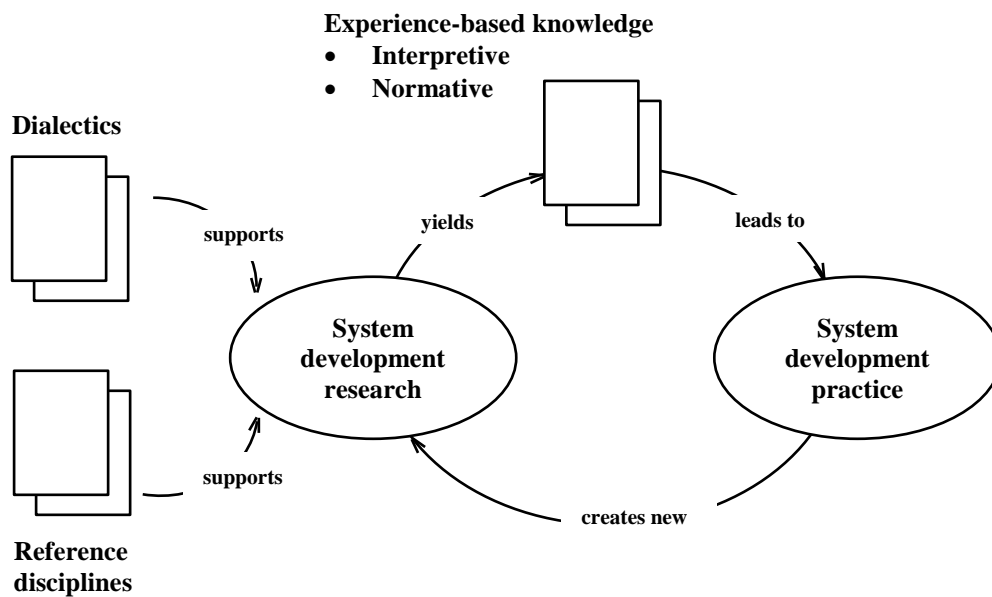 Experience-based knowledge
• Interpretive
• Normative
Dialectics
supports
yields
leads to
System
development
research
System
development
practice
supports
creates new
Reference
disciplines